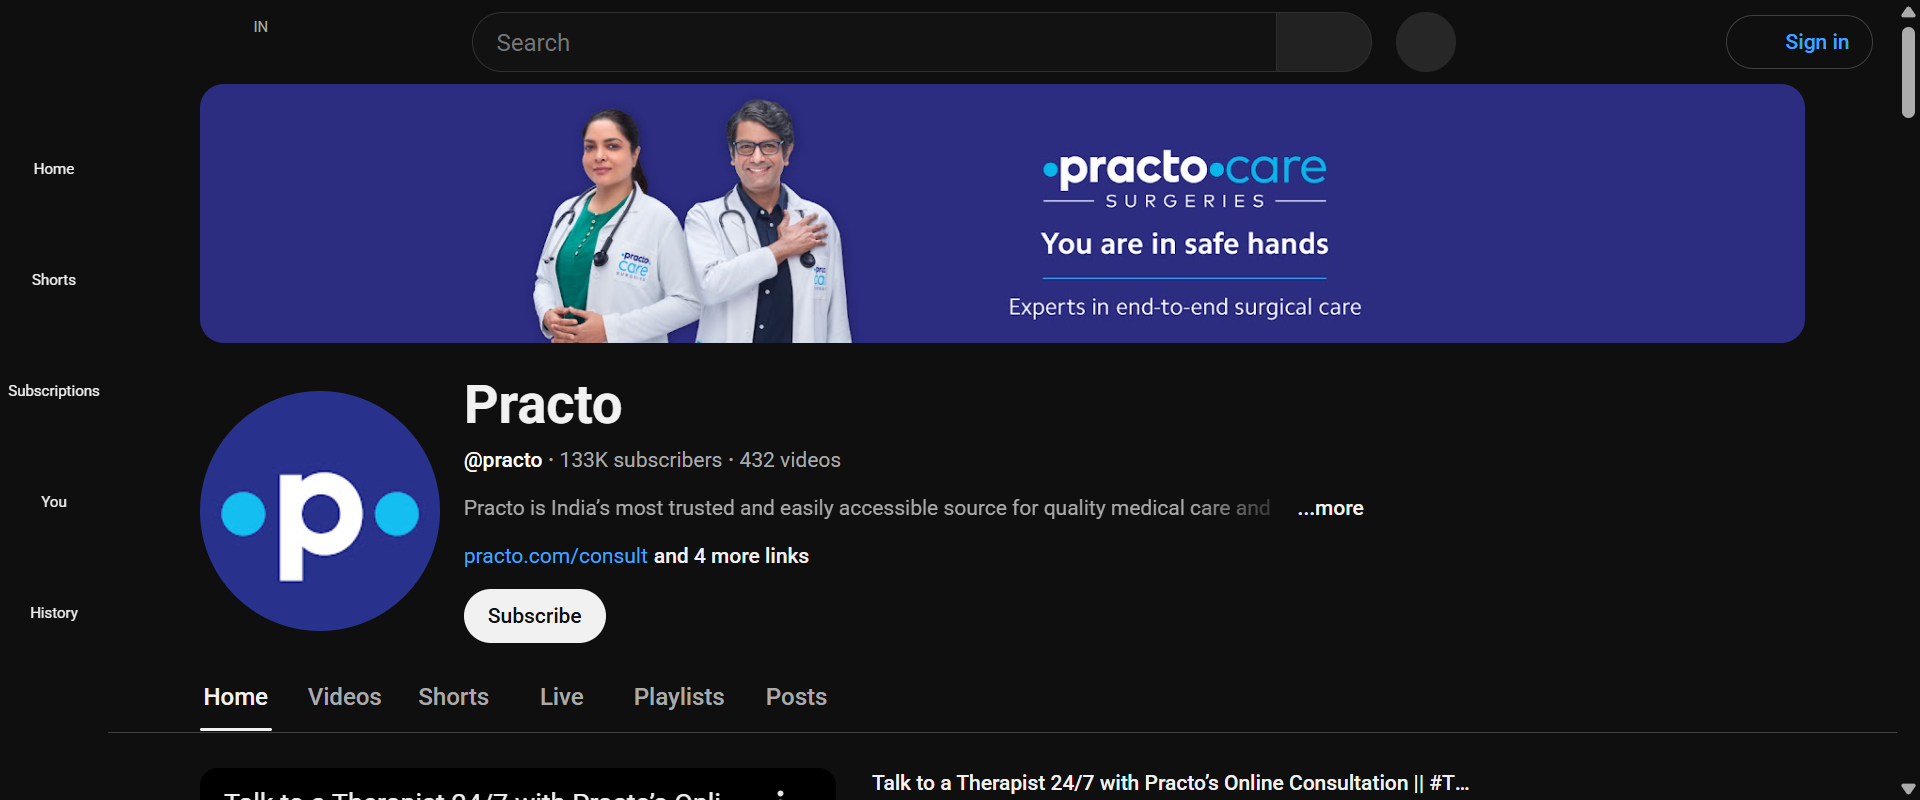 IN
Search
Sign in
Home
Shorts
Subscriptions
You
History
practo care
SURGERIES
You are in safe hands
Experts in end-to-end surgical care
practo
care
SURGERIES
Practo
@practo · 133K subscribers · 432 videos
Practo is India’s most trusted and easily accessible source for quality medical care and ...more
practo.com/consult and 4 more links
Subscribe
Home Videos Shorts Live Playlists Posts
Talk to a Therapist 24/7 with Practo’s Onli
Talk to a Therapist 24/7 with Practo’s Online Consultation || #T...